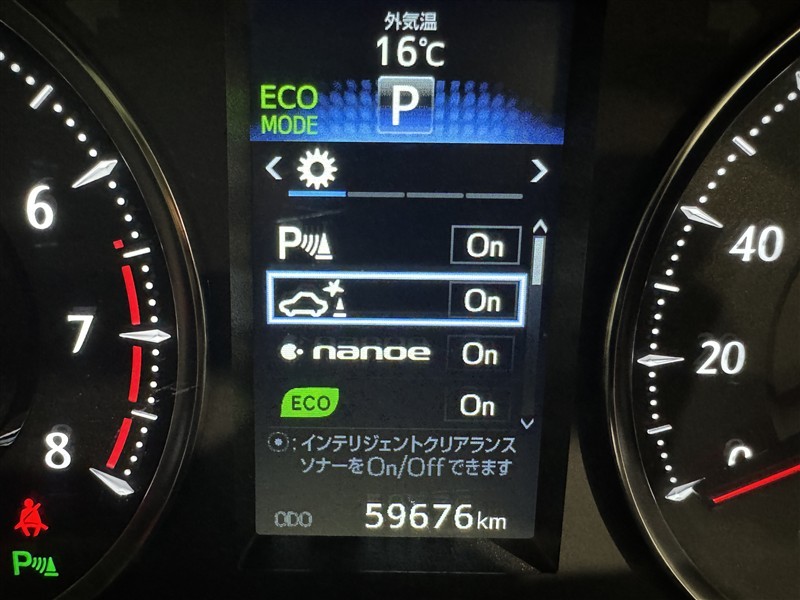 外気温
16℃
ECO
MODE
P
P On
On
nanoe On
ECO On
:インテリジェントクリアランス
ソナーをOn/Offできます
ODO 59676km
6
7
8
P
40
20
0